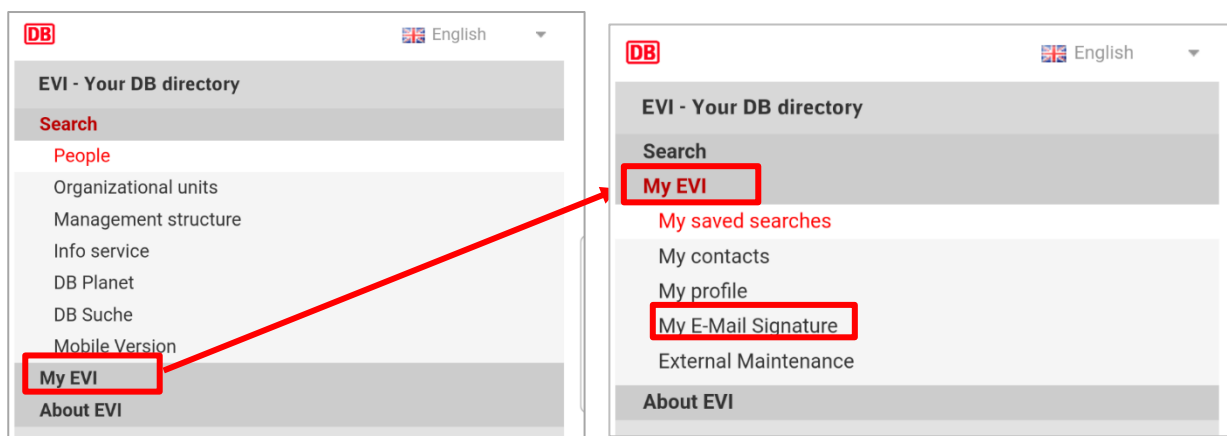 DB
English
EVI - Your DB directory
Search
People
Organizational units
Management structure
Info service
DB Planet
DB Suche
Mobile Version
My EVI
About EVI
DB
English
EVI - Your DB directory
Search
My EVI
My saved searches
My contacts
My profile
My E-Mail Signature
External Maintenance
About EVI